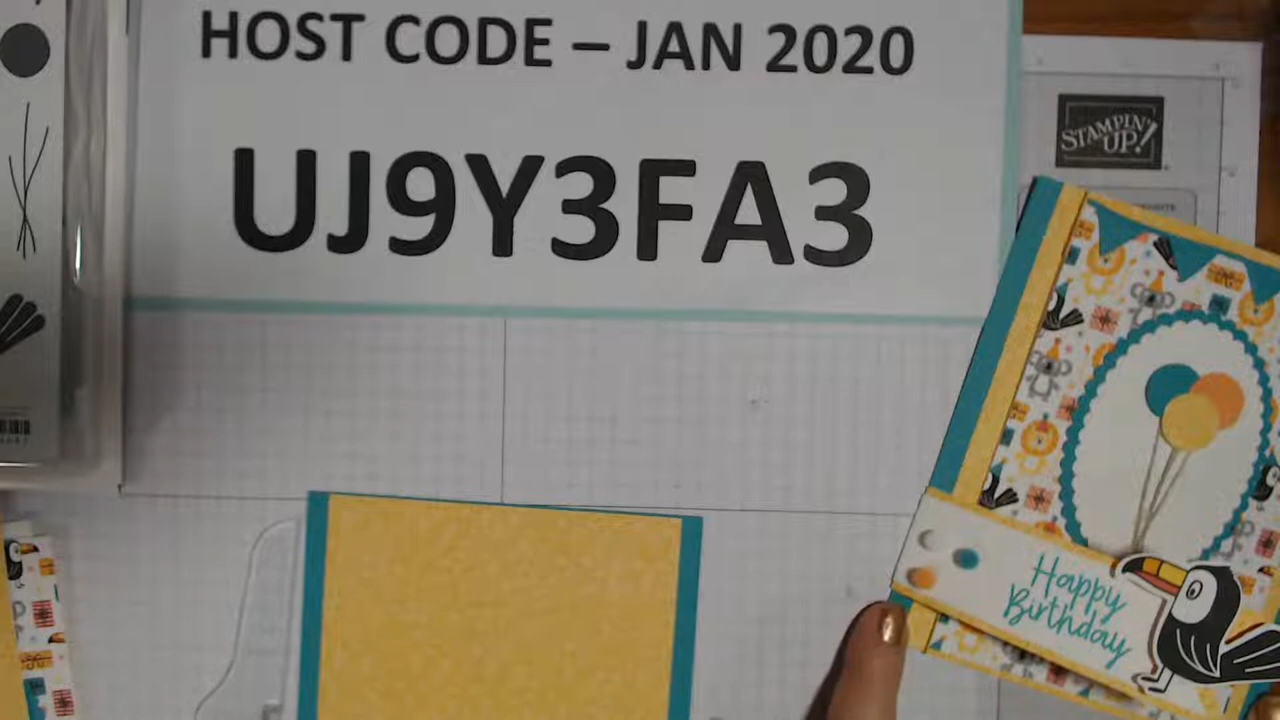 HOST CODE – JAN 2020
UJ9Y3FA3
STAMPIN'
UP!
Happy
Birthday